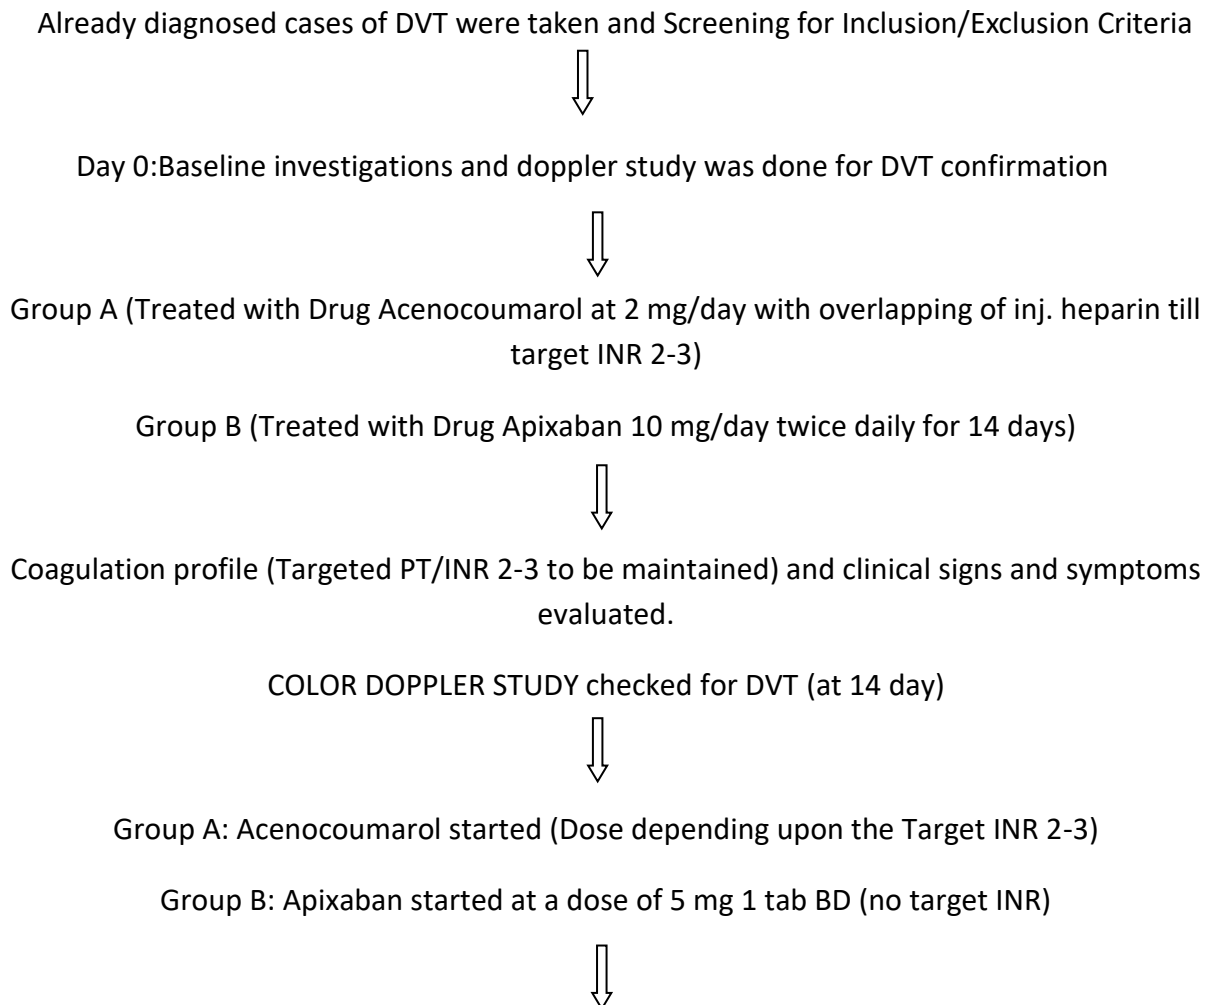 Already diagnosed cases of DVT were taken and Screening for Inclusion/Exclusion Criteria
Day 0:Baseline investigations and doppler study was done for DVT confirmation
Group A (Treated with Drug Acenocoumarol at 2 mg/day with overlapping of inj. heparin till
target INR 2-3)
Group B (Treated with Drug Apixaban 10 mg/day twice daily for 14 days)
Coagulation profile (Targeted PT/INR 2-3 to be maintained) and clinical signs and symptoms
evaluated.
COLOR DOPPLER STUDY checked for DVT (at 14 day)
Group A: Acenocoumarol started (Dose depending upon the Target INR 2-3)
Group B: Apixaban started at a dose of 5 mg 1 tab BD (no target INR)